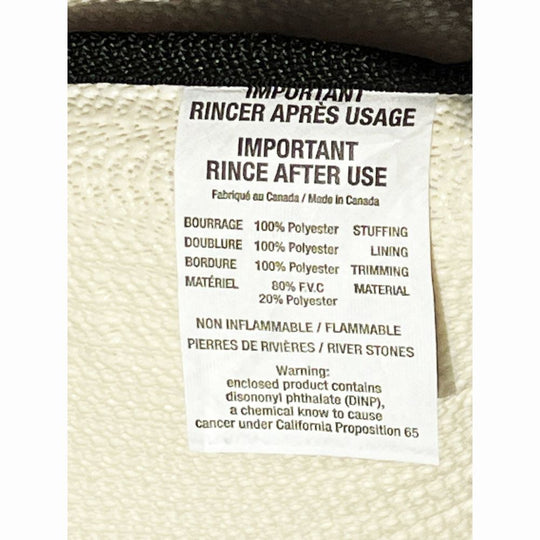 IMPORTANT
RINCER APRÈS USAGE
IMPORTANT
RINCE AFTER USE
Fabriqué au Canada / Made in Canada
BOURRAGE 100% Polyester STUFFING
DOUBLURE 100% Polyester LINING
BORDURE 100% Polyester TRIMMING
MATÉRIEL 80% F.V.C MATERIAL
20% Polyester
NON INFLAMMABLE / FLAMMABLE
PIERRES DE RIVIÈRES / RIVER STONES
Warning:
enclosed product contains
disononyl phthalate (DINP),
a chemical know to cause
cancer under California Proposition 65